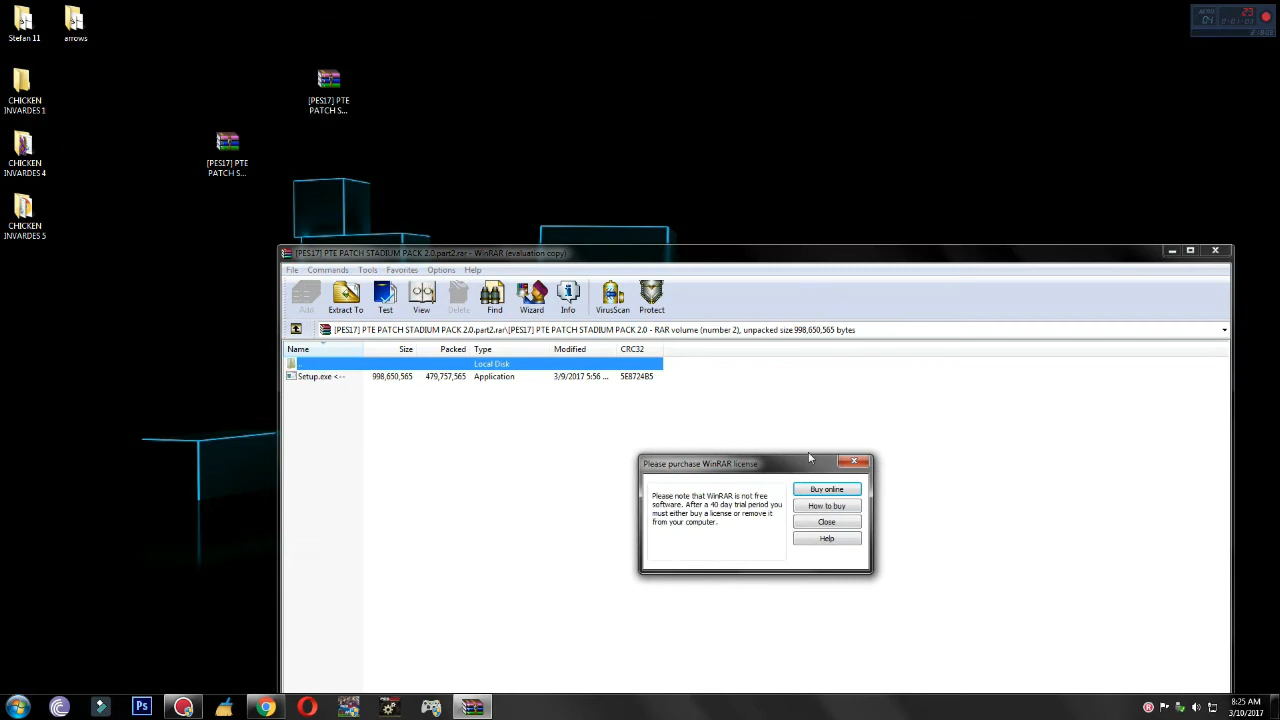 Stefan 11
arrows
CHICKEN
INVARDES 1
[PES17] PTE
PATCH S...
CHICKEN
INVARDES 4
[PES17] PTE
PATCH S...
CHICKEN
INVARDES 5
[PES17] PTE PATCH STADIUM PACK 2.0.part2.rar - WinRAR (evaluation copy)
File Commands Tools Favorites Options Help
Add Extract To Test View Delete Find Wizard Info VirusScan Protect
[PES17] PTE PATCH STADIUM PACK 2.0.part2.rar\[PES17] PTE PATCH STADIUM PACK 2.0 - RAR volume (number 2), unpacked size 998,650,565 bytes
Name Size Packed Type Modified CRC32
.. Local Disk
Setup.exe <-- 998,650,565 479,757,565 Application 3/9/2017 5:56 ... 5E8724B5
Please purchase WinRAR license
Please note that WinRAR is not free
software. After a 40 day trial period you
must either buy a license or remove it
from your computer.
Buy online
How to buy
Close
Help
Ps
8:25 AM
3/10/2017